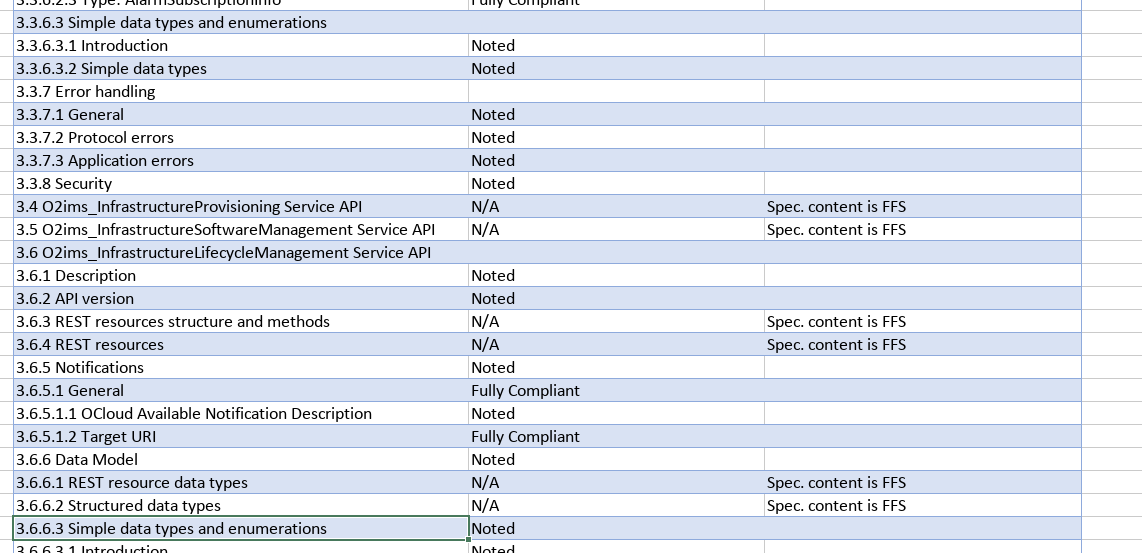 3.3.6.2.3 Type: AlarmSubscriptionInfo Fully Compliant
3.3.6.3 Simple data types and enumerations
3.3.6.3.1 Introduction Noted
3.3.6.3.2 Simple data types Noted
3.3.7 Error handling
3.3.7.1 General Noted
3.3.7.2 Protocol errors Noted
3.3.7.3 Application errors Noted
3.3.8 Security Noted
3.4 O2ims_InfrastructureProvisioning Service API N/A Spec. content is FFS
3.5 O2ims_InfrastructureSoftwareManagement Service API N/A Spec. content is FFS
3.6 O2ims_InfrastructureLifecycleManagement Service API
3.6.1 Description Noted
3.6.2 API version Noted
3.6.3 REST resources structure and methods N/A Spec. content is FFS
3.6.4 REST resources N/A Spec. content is FFS
3.6.5 Notifications Noted
3.6.5.1 General Fully Compliant
3.6.5.1.1 OCloud Available Notification Description Noted
3.6.5.1.2 Target URI Fully Compliant
3.6.6 Data Model Noted
3.6.6.1 REST resource data types N/A Spec. content is FFS
3.6.6.2 Structured data types N/A Spec. content is FFS
3.6.6.3 Simple data types and enumerations Noted
3.6.6.3.1 Introduction Noted